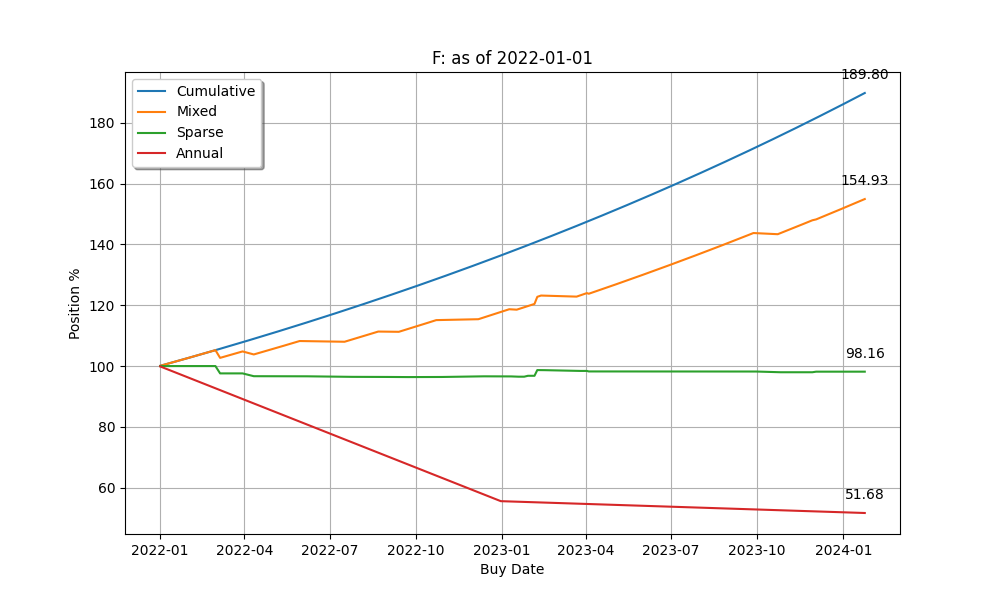 F: as of 2022-01-01
189.80
Cumulative
Mixed
Sparse
Annual
154.93
98.16
51.68
Position %
180
160
140
120
100
80
60
2022-01 2022-04 2022-07 2022-10 2023-01 2023-04 2023-07 2023-10 2024-01
Buy Date